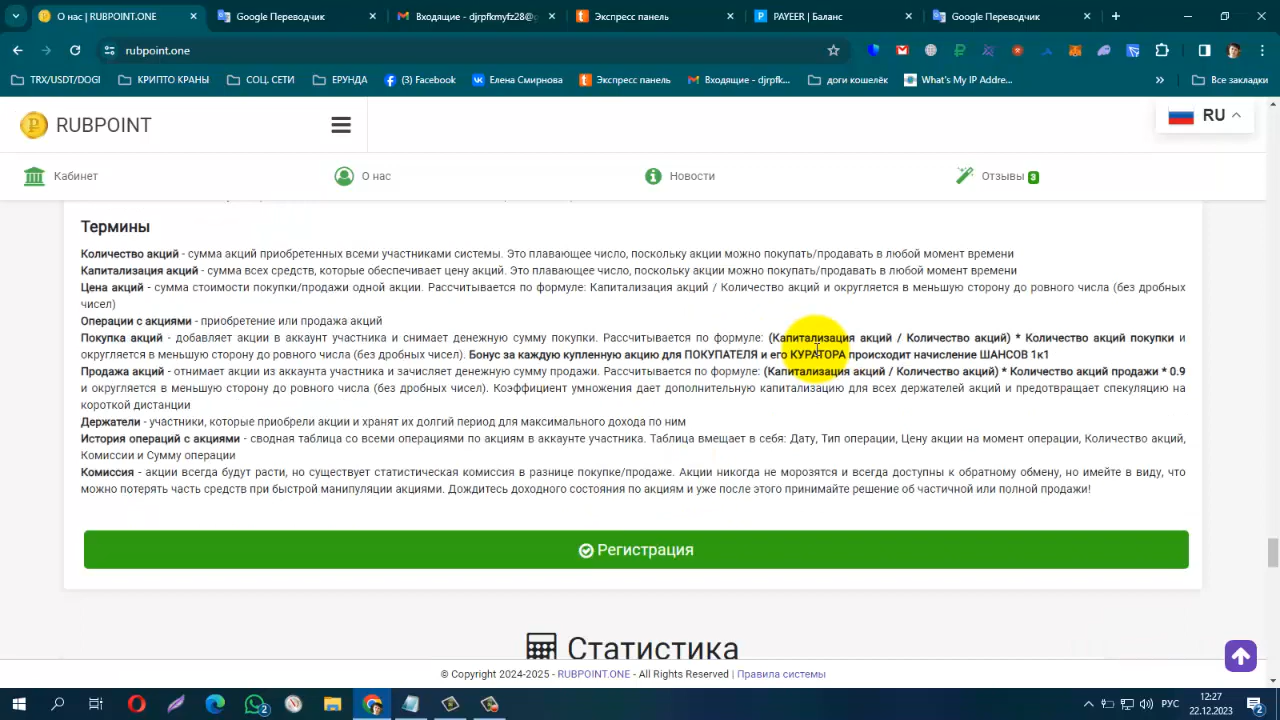 О нас | RUBPOINT.ONE
Google Переводчик
Входящие - djrpfkmyfz28@
Экспресс панель
PAYEER | Баланс
Google Переводчик
rubpoint.one
TRX/USDT/DOGI
КРИПТО КРАНЫ
СОЦ. СЕТИ
ЕРУНДА
(3) Facebook
Елена Смирнова
Экспресс панель
Входящие - djrpfk...
доги кошелёк
What's My IP Addre...
»
Все закладки
RUBPOINT
RU
Кабинет
О нас
Новости
Отзывы 3
Термины
Количество акций - сумма акций приобретенных всеми участниками системы. Это плавающее число, поскольку акции можно покупать/продавать в любой момент времени
Капитализация акций - сумма всех средств, которые обеспечивает цену акций. Это плавающее число, поскольку акции можно покупать/продавать в любой момент времени
Цена акций - сумма стоимости покупки/продажи одной акции. Рассчитывается по формуле: Капитализация акций / Количество акций и округляется в меньшую сторону до ровного числа (без дробных
чисел)
Операции с акциями - приобретение или продажа акций
Покупка акций - добавляет акции в аккаунт участника и снимает денежную сумму покупки. Рассчитывается по формуле: (Капитализация акций / Количество акций) * Количество акций покупки и
округляется в меньшую сторону до ровного числа (без дробных чисел). Бонус за каждую купленную акцию для ПОКУПАТЕЛЯ и его КУРАТОРА происходит начисление ШАНСОВ 1к1
Продажа акций - отнимает акции из аккаунта участника и зачисляет денежную сумму продажи. Рассчитывается по формуле: (Капитализация акций / Количество акций) * Количество акций продажи * 0.9
и округляется в меньшую сторону до ровного числа (без дробных чисел). Коэффициент умножения дает дополнительную капитализацию для всех держателей акций и предотвращает спекуляцию на
короткой дистанции
Держатели - участники, которые приобрели акции и хранят их долгий период для максимального дохода по ним
История операций с акциями - сводная таблица со всеми операциями по акциям в аккаунте участника. Таблица вмещает в себя: Дату, Тип операции, Цену акции на момент операции, Количество акций,
Комиссии и Сумму операции
Комиссия - акции всегда будут расти, но существует статистическая комиссия в разнице покупке/продаже. Акции никогда не морозятся и всегда доступны к обратному обмену, но имейте в виду, что
можно потерять часть средств при быстрой манипуляции акциями. Дождитесь доходного состояния по акциям и уже после этого принимайте решение об частичной или полной продажи!
Регистрация
Статистика
© Copyright 2024-2025 - RUBPOINT.ONE - All Rights Reserved | Правила системы
2
РУС
12:27
22.12.2023
2